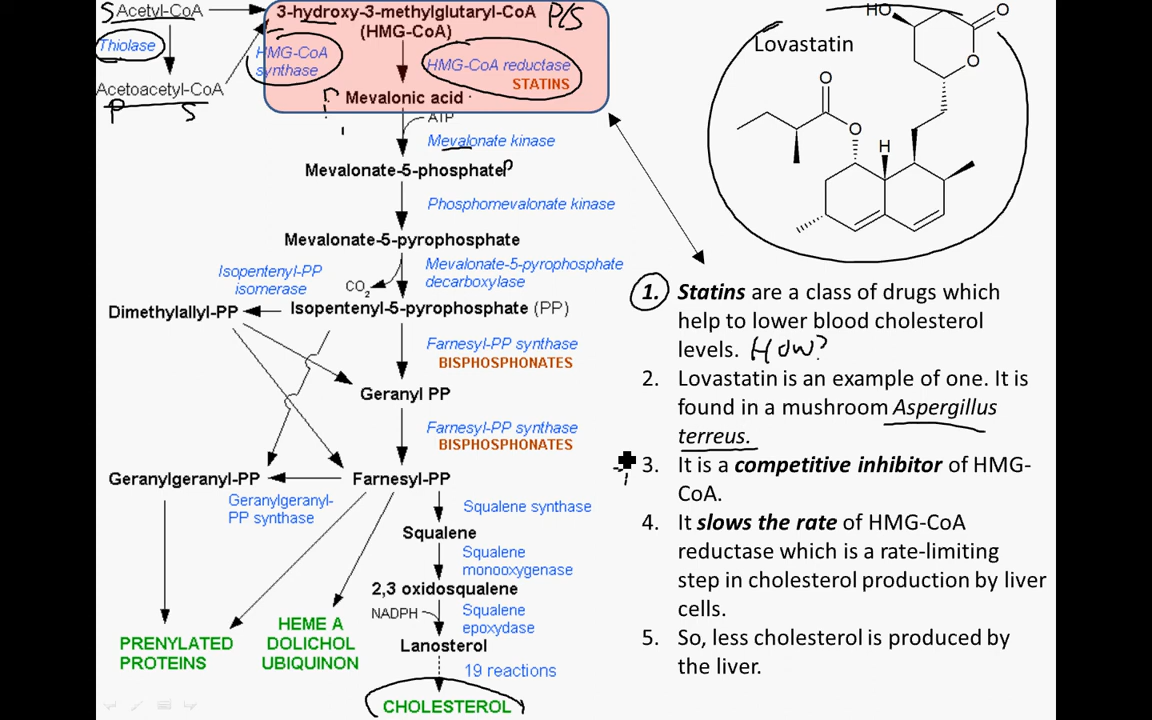 S Acetyl-CoA
Thiolase
Acetoacetyl-CoA
P S
3-hydroxy-3-methylglutaryl-CoA P/S
(HMG-CoA)
HMG-CoA
synthase
HMG-CoA reductase
STATINS
Mevalonic acid
ATP
Mevalonate kinase
Mevalonate-5-phosphate P
Phosphomevalonate kinase
Mevalonate-5-pyrophosphate
Isopentenyl-PP
isomerase
CO2
Mevalonate-5-pyrophosphate
decarboxylase
Dimethylallyl-PP
Isopentenyl-5-pyrophosphate (PP)
Farnesyl-PP synthase
BISPHOSPHONATES
Geranyl PP
Farnesyl-PP synthase
BISPHOSPHONATES
Geranylgeranyl-PP
Farnesyl-PP
Geranylgeranyl-
PP synthase
Squalene synthase
Squalene
Squalene
monooxygenase
2,3 oxidosqualene
NADPH
Squalene
epoxydase
Lanosterol
19 reactions
CHOLESTEROL
PRENYLATED
PROTEINS
HEME A
DOLICHOL
UBIQUINON
Lovastatin
HO
O
O
O
O
H
1. Statins are a class of drugs which
help to lower blood cholesterol
levels. How?
2. Lovastatin is an example of one. It is
found in a mushroom Aspergillus
terreus.
3. It is a competitive inhibitor of HMG-
CoA.
4. It slows the rate of HMG-CoA
reductase which is a rate-limiting
step in cholesterol production by liver
cells.
5. So, less cholesterol is produced by
the liver.